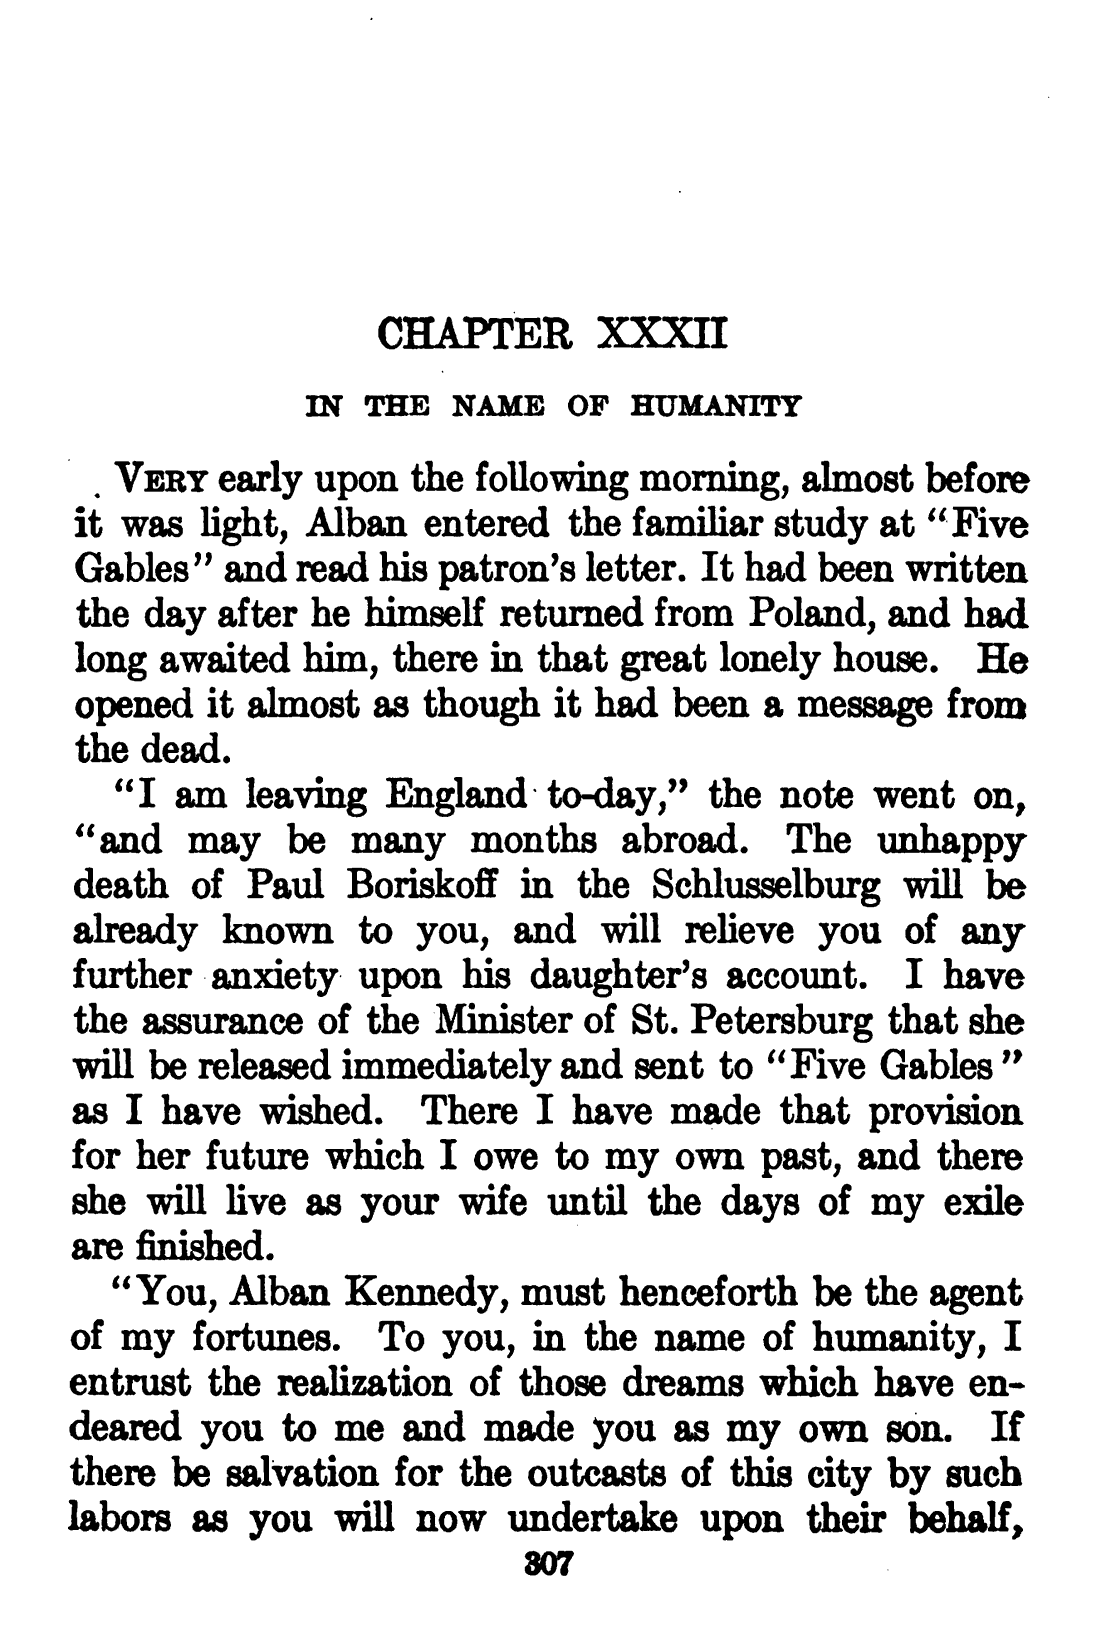 CHAPTER XXXII
IN THE NAME OF HUMANITY
VERY early upon the following morning, almost before
it was light, Alban entered the familiar study at “Five
Gables” and read his patron’s letter. It had been written
the day after he himself returned from Poland, and had
long awaited him, there in that great lonely house. He
opened it almost as though it had been a message from
the dead.
“I am leaving England to-day,” the note went on,
“and may be many months abroad. The unhappy
death of Paul Boriskoff in the Schlusselburg will be
already known to you, and will relieve you of any
further anxiety upon his daughter’s account. I have
the assurance of the Minister of St. Petersburg that she
will be released immediately and sent to “Five Gables”
as I have wished. There I have made that provision
for her future which I owe to my own past, and there
she will live as your wife until the days of my exile
are finished.
“You, Alban Kennedy, must henceforth be the agent
of my fortunes. To you, in the name of humanity, I
entrust the realization of those dreams which have en-
deared you to me and made you as my own son. If
there be salvation for the outcasts of this city by such
labors as you will now undertake upon their behalf,
307